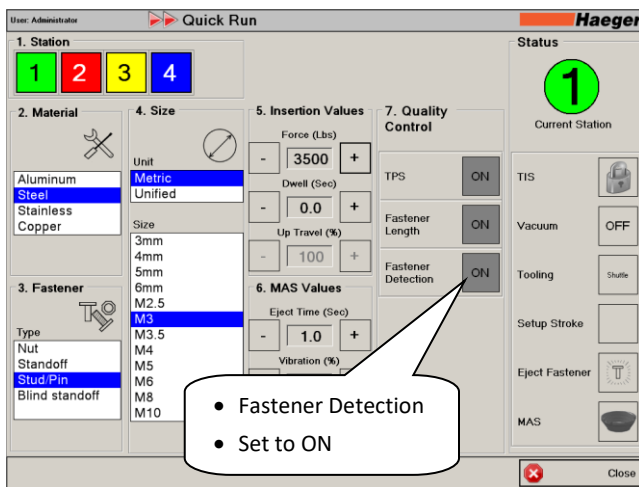 User: Administrator
Quick Run
Haeger
1. Station
1
2
3
4
2. Material
Aluminum
Steel
Stainless
Copper
3. Fastener
Type
Nut
Standoff
Stud/Pin
Blind standoff
4. Size
Unit
Metric
Unified
Size
3mm
4mm
5mm
6mm
M2.5
M3
M3.5
M4
M5
M6
M8
M10
5. Insertion Values
Force (Lbs)
- 3500 +
Dwell (Sec)
- 0.0 +
Up Travel (%)
- 100 +
6. MAS Values
Eject Time (Sec)
- 1.0 +
Vibration (%)
7. Quality
Control
TPS ON
Fastener
Length ON
Fastener
Detection ON
• Fastener Detection
• Set to ON
Status
1
Current Station
TIS
Vacuum OFF
Tooling Shuttle
Setup Stroke
Eject Fastener
MAS
Close